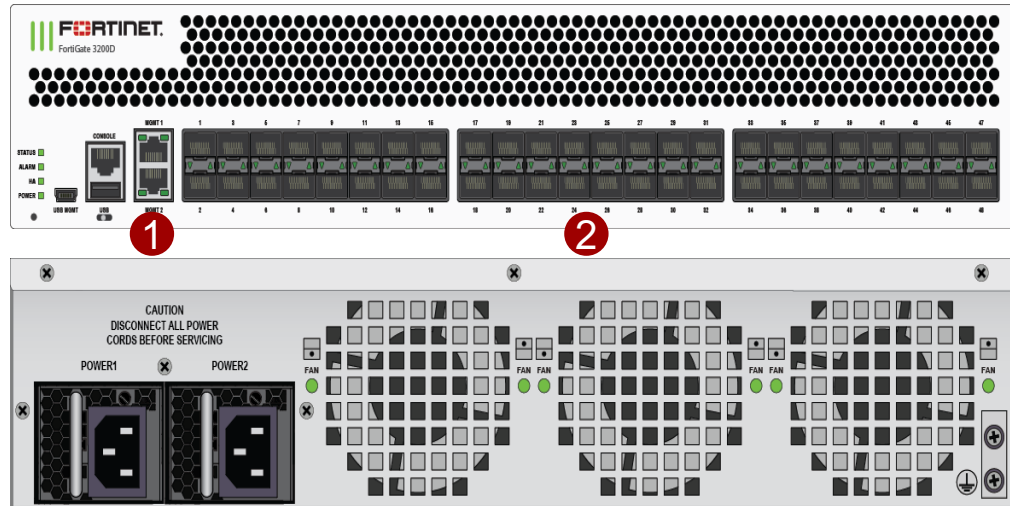 FORTINET.
FortiGate 3200D
MGMT 1
1 3 5 7 9 11 13 15
17 19 21 23 25 27 29 31
33 35 37 39 41 43 45 47
CONSOLE
STATUS
ALARM
HA
POWER
USB MGMT
USB
MGMT 2
2 4 6 8 10 12 14 16
18 20 22 24 26 28 30 32
34 36 38 40 42 44 46 48
1
2
CAUTION
DISCONNECT ALL POWER
CORDS BEFORE SERVICING
POWER1
POWER2
FAN
FAN FAN
FAN FAN
FAN